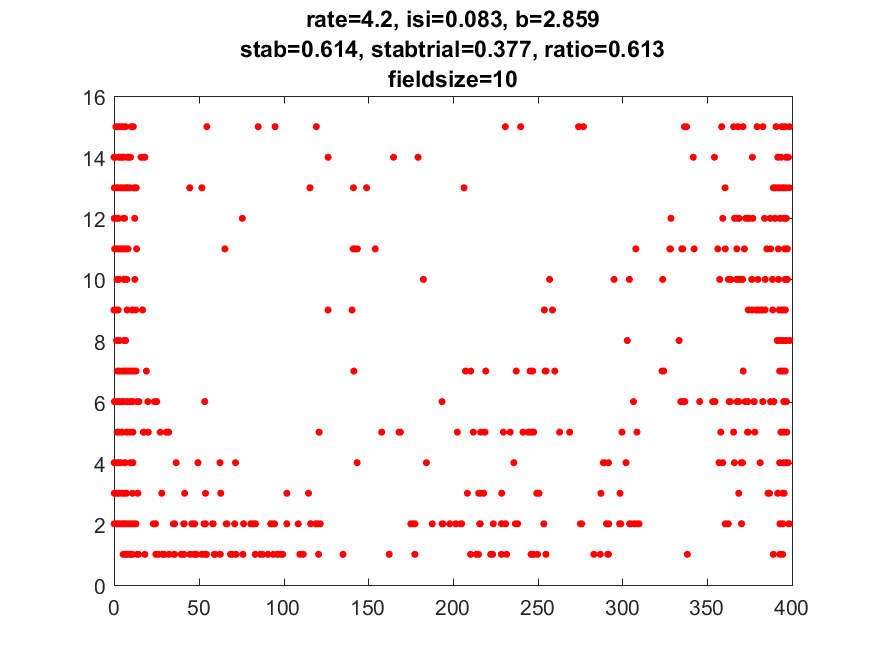 rate=4.2, isi=0.083, b=2.859
stab=0.614, stabtrial=0.377, ratio=0.613
fieldsize=10
16
14
12
10
8
6
4
2
0
0 50 100 150 200 250 300 350 400